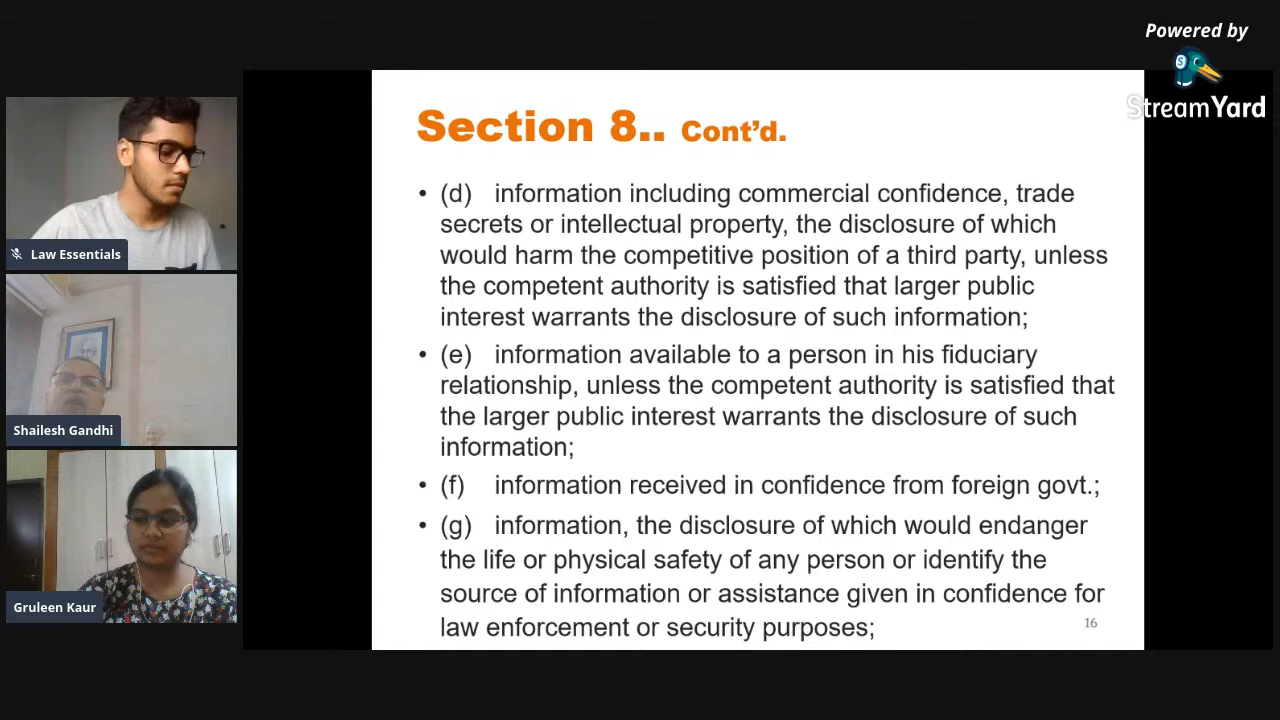 Powered by
StreamYard
Section 8.. Cont’d.
• (d) information including commercial confidence, trade
secrets or intellectual property, the disclosure of which
would harm the competitive position of a third party, unless
the competent authority is satisfied that larger public
interest warrants the disclosure of such information;
• (e) information available to a person in his fiduciary
relationship, unless the competent authority is satisfied that
the larger public interest warrants the disclosure of such
information;
• (f) information received in confidence from foreign govt.;
• (g) information, the disclosure of which would endanger
the life or physical safety of any person or identify the
source of information or assistance given in confidence for
law enforcement or security purposes;
16
Law Essentials
Shailesh Gandhi
Gruleen Kaur